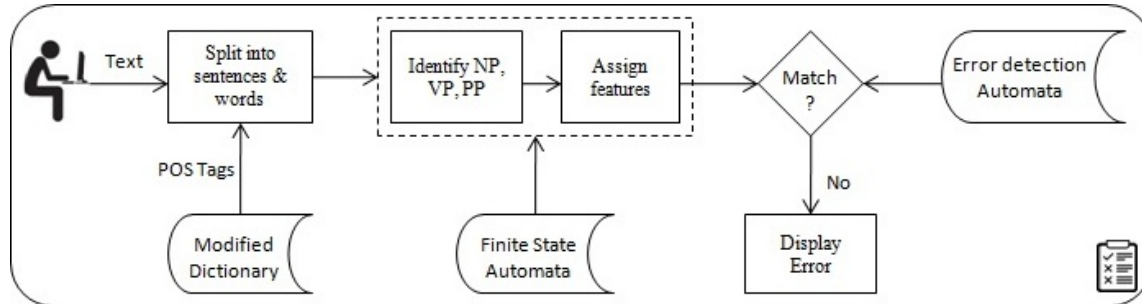 Text
Split into
sentences &
words
Identify NP,
VP, PP
Assign
features
Match
?
Error detection
Automata
POS Tags
No
Modified
Dictionary
Finite State
Automata
Display
Error